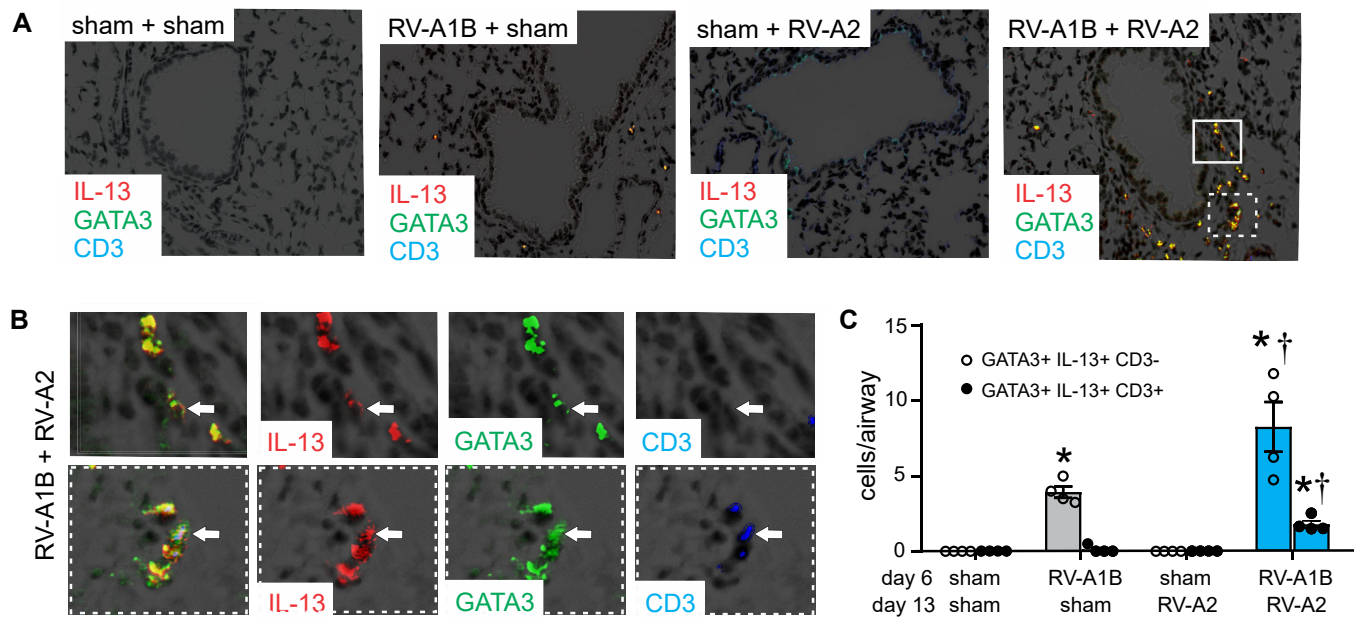 A
sham + sham
IL-13
GATA3
CD3
RV-A1B + sham
IL-13
GATA3
CD3
sham + RV-A2
IL-13
GATA3
CD3
RV-A1B + RV-A2
IL-13
GATA3
CD3
B
RV-A1B + RV-A2
IL-13
GATA3
CD3
IL-13
GATA3
CD3
C
cells/airway
15
10
5
0
GATA3+ IL-13+ CD3-
GATA3+ IL-13+ CD3+
*
*†
*†
day 6 sham RV-A1B sham RV-A1B
day 13 sham sham RV-A2 RV-A2